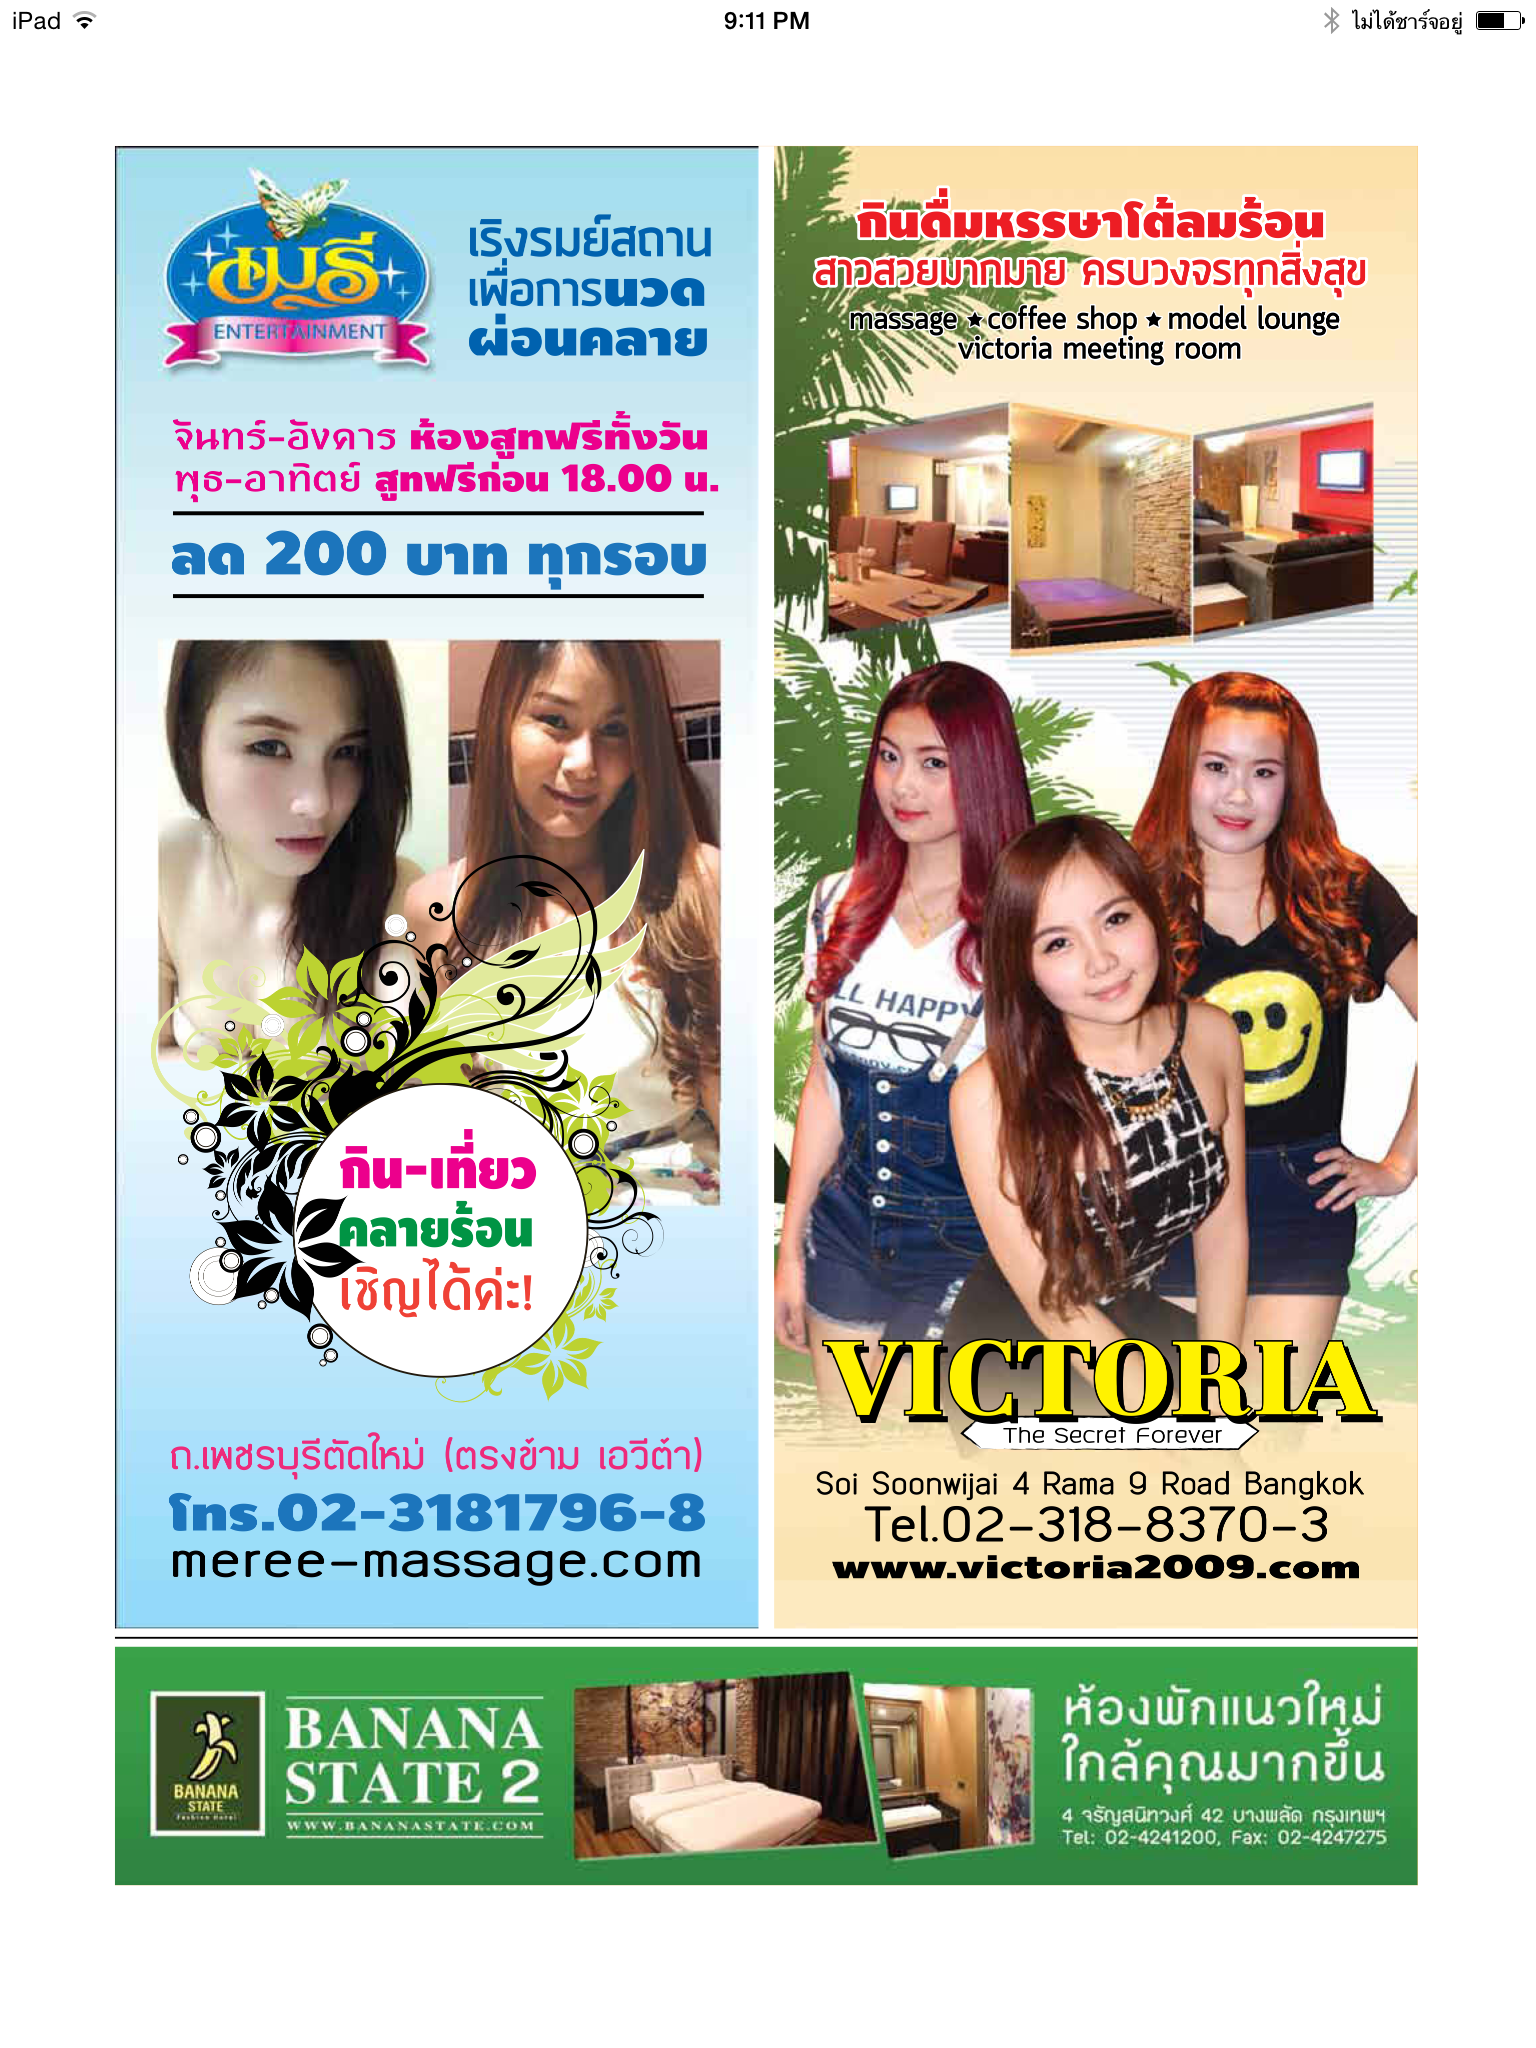 iPad
9:11 PM
ไม่ได้ชาร์จอยู่
เมรี
ENTERTAINMENT
เริงรมย์สถาน
เพื่อการนวด
ผ่อนคลาย
จันทร์-อังคาร ห้องสูทฟรีทั้งวัน
พุธ-อาทิตย์ สูทฟรีก่อน 18.00 น.
ลด 200 บาท ทุกรอบ
กิน-เที่ยว
คลายร้อน
เชิญได้ค่ะ!
ถ.เพชรบุรีตัดใหม่ (ตรงข้าม เอวีต้า)
โทร.02-3181796-8
meree-massage.com
กินดื่มหรรษาโต้ลมร้อน
สาวสวยมากมาย ครบวงจรทุกสิ่งสุข
massage ★ coffee shop ★ model lounge
victoria meeting room
LL HAPPY
VICTORIA
The Secret Forever
Soi Soonwijai 4 Rama 9 Road Bangkok
Tel.02-318-8370-3
www.victoria2009.com
BANANA
STATE
Fashion Hotel
BANANA
STATE 2
WWW.BANANASTATE.COM
ห้องพักแนวใหม่
ใกล้คุณมากขึ้น
4 จรัญสนิทวงศ์ 42 บางพลัด กรุงเทพฯ
Tel: 02-4241200, Fax: 02-4247275